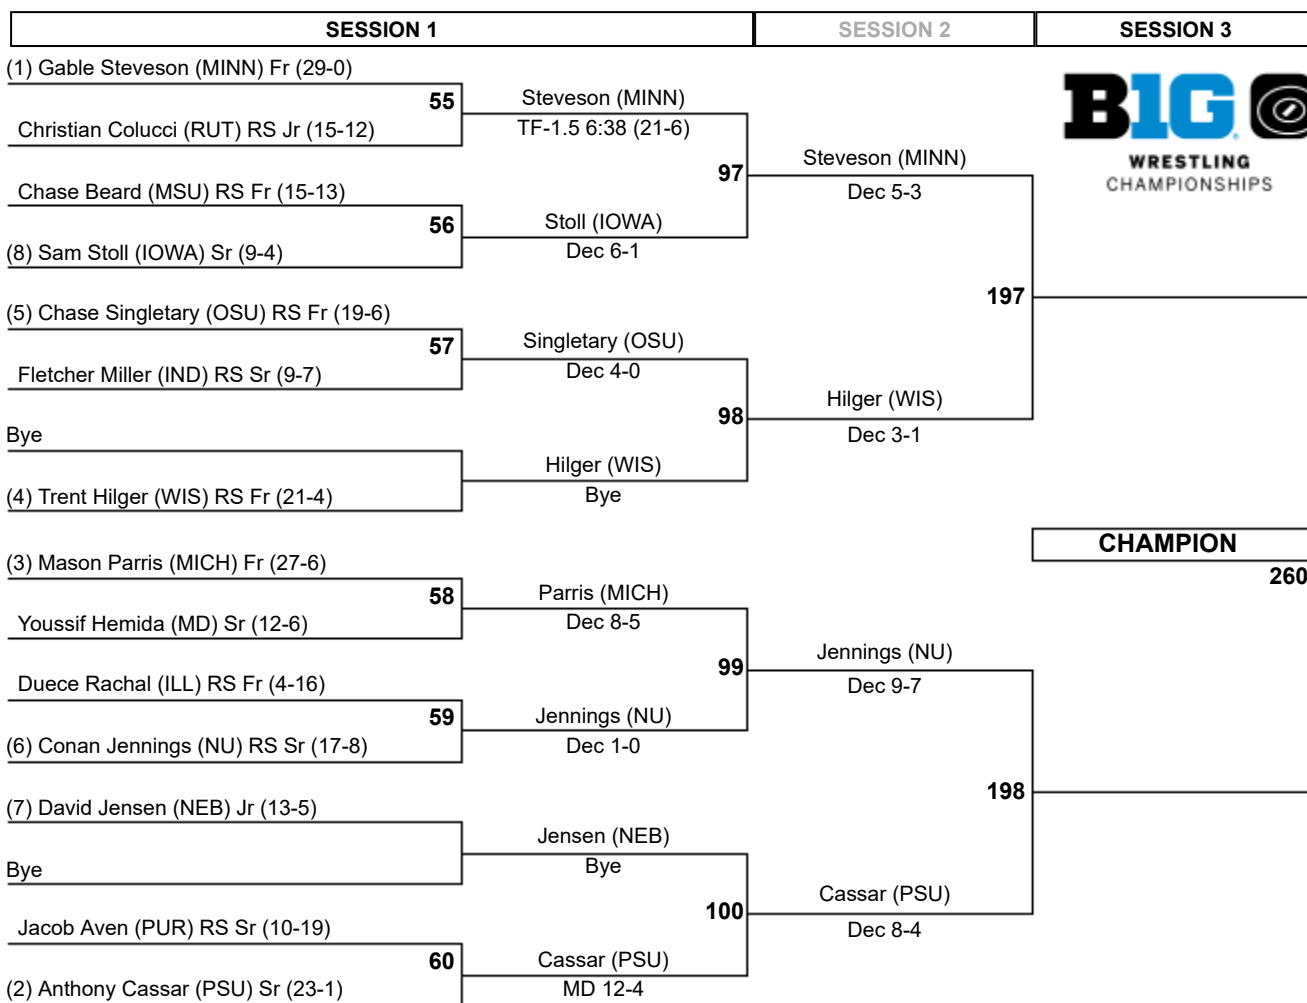 SESSION 1
SESSION 2
SESSION 3
(1) Gable Steveson (MINN) Fr (29-0)
55
Christian Colucci (RUT) RS Jr (15-12)
Steveson (MINN)
TF-1.5 6:38 (21-6)
Chase Beard (MSU) RS Fr (15-13)
56
(8) Sam Stoll (IOWA) Sr (9-4)
Stoll (IOWA)
Dec 6-1
97
Steveson (MINN)
Dec 5-3
B1G
WRESTLING
CHAMPIONSHIPS
(5) Chase Singletary (OSU) RS Fr (19-6)
57
Fletcher Miller (IND) RS Sr (9-7)
Singletary (OSU)
Dec 4-0
Bye
(4) Trent Hilger (WIS) RS Fr (21-4)
Hilger (WIS)
Bye
98
Hilger (WIS)
Dec 3-1
197
CHAMPION
260
(3) Mason Parris (MICH) Fr (27-6)
58
Youssif Hemida (MD) Sr (12-6)
Parris (MICH)
Dec 8-5
Duece Rachal (ILL) RS Fr (4-16)
59
(6) Conan Jennings (NU) RS Sr (17-8)
Jennings (NU)
Dec 1-0
99
Jennings (NU)
Dec 9-7
(7) David Jensen (NEB) Jr (13-5)
Bye
Jensen (NEB)
Bye
Jacob Aven (PUR) RS Sr (10-19)
60
(2) Anthony Cassar (PSU) Sr (23-1)
Cassar (PSU)
MD 12-4
100
Cassar (PSU)
Dec 8-4
198